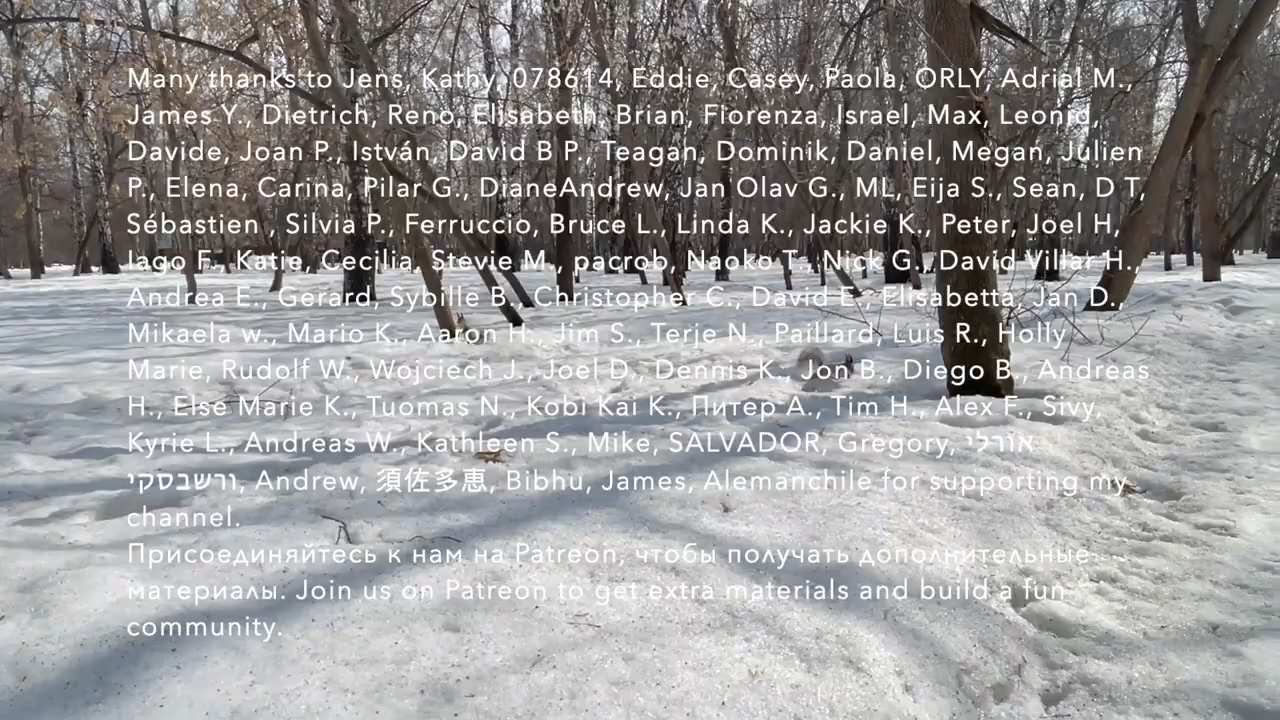 Many thanks to Jens, Kathy, 078614, Eddie, Casey, Paola, ORLY, Adrial M.,
James Y., Dietrich, Reno, Elisabeth, Brian, Fiorenza, Israel, Max, Leonid,
Davide, Joan P., István, David B P., Teagan, Dominik, Daniel, Megan, Julien
P., Elena, Carina, Pilar G., DianeAndrew, Jan Olav G., ML, Eija S., Sean, D T,
Sébastien , Silvia P., Ferruccio, Bruce L., Linda K., Jackie K., Peter, Joel H,
Iago F., Katie, Cecilia, Stevie M., pacrob, Naoko T., Nick G., David Villar H.,
Andrea E., Gerard, Sybille B., Christopher C., David E., Elisabetta, Jan D.,
Mikaela w., Mario K., Aaron H., Jim S., Terje N., Paillard, Luis R., Holly
Marie, Rudolf W., Wojciech J., Joel D., Dennis K., Jon B., Diego B., Andreas
H., Else Marie K., Tuomas N., Kobi Kai K., Питер А., Tim H., Alex F., Sivy,
Kyrie L., Andreas W., Kathleen S., Mike, SALVADOR, Gregory, אורלי
ורשבסקי, Andrew, 須佐多恵, Bibhu, James, Alemanchile for supporting my
channel.
Присоединяйтесь к нам на Patreon, чтобы получать дополнительные
материалы. Join us on Patreon to get extra materials and build a fun
community.